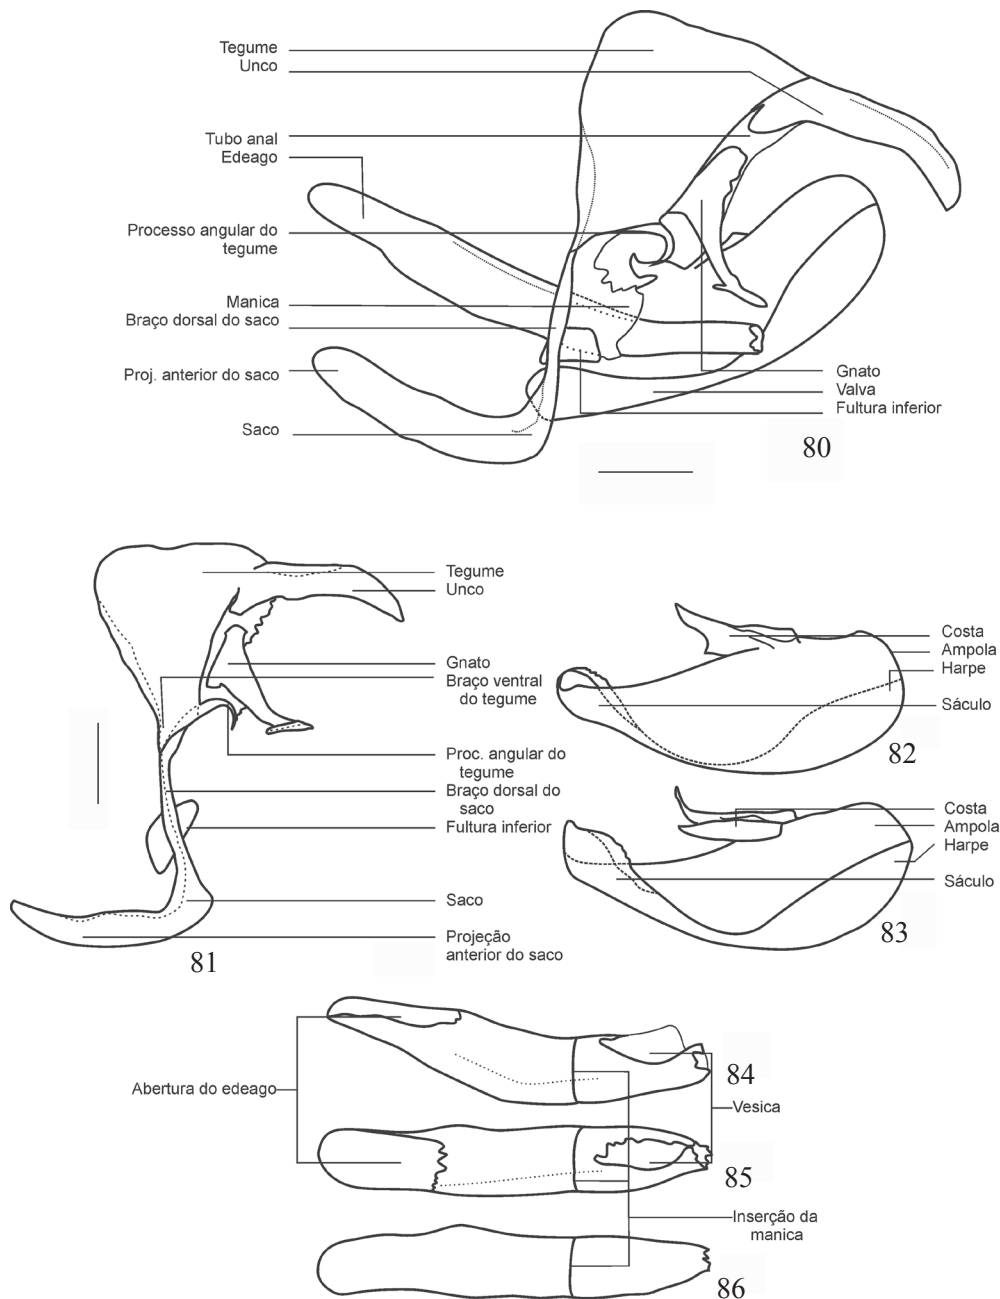 Tegume
Unco
Tubo anal
Edeago
Processo angular do
tegume
Manica
Braço dorsal do saco
Proj. anterior do saco
Saco
Gnato
Valva
Fultura inferior
80
Tegume
Unco
Gnato
Braço ventral
do tegume
Proc. angular do
tegume
Braço dorsal do
saco
Fultura inferior
Saco
Projeção
anterior do saco
81
Costa
Ampola
Harpe
Sáculo
82
Costa
Ampola
Harpe
Sáculo
83
Abertura do edeago
84
Vesica
85
Inserção da
manica
86